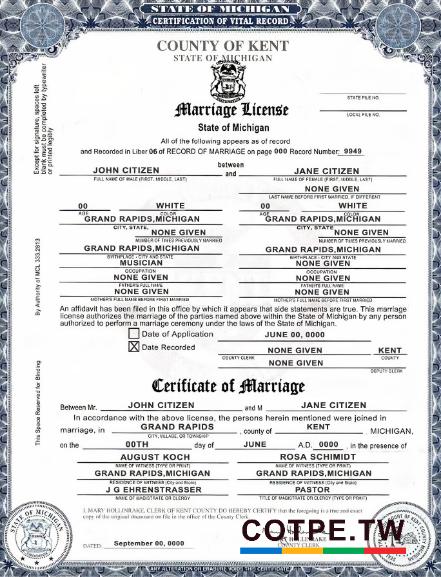 STATE OF MICHIGAN
CERTIFICATION OF VITAL RECORD
COUNTY OF KENT
STATE OF MICHIGAN
STATE FILE NO.
Marriage License
LOCAL FILE NO.
State of Michigan
All of the following appears as of record
and Recorded in Liber 06 of RECORD OF MARRIAGE on page 000 Record Number: 9949
between
JOHN CITIZEN and JANE CITIZEN
FULL NAME OF MALE (FIRST, MIDDLE, LAST) FULL NAME OF FEMALE (FIRST, MIDDLE, LAST)
NONE GIVEN
LAST NAME BEFORE FIRST MARRIED, IF DIFFERENT
00 WHITE 00 WHITE
AGE COLOR AGE COLOR
GRAND RAPIDS,MICHIGAN GRAND RAPIDS,MICHIGAN
CITY, STATE, NONE GIVEN CITY, STATE, NONE GIVEN
NUMBER OF TIMES PREVIOUSLY MARRIED NUMBER OF TIMES PREVIOUSLY MARRIED
GRAND RAPIDS,MICHIGAN GRAND RAPIDS,MICHIGAN
BIRTHPLACE - CITY AND STATE BIRTHPLACE - CITY AND STATE
MUSICIAN NONE GIVEN
OCCUPATION OCCUPATION
NONE GIVEN NONE GIVEN
FATHER'S FULL NAME FATHER'S FULL NAME
NONE GIVEN NONE GIVEN
MOTHER'S FULL NAME BEFORE FIRST MARRIED MOTHER'S FULL NAME BEFORE FIRST MARRIED
An affidavit has been filed in this office by which it appears that side statements are true. This marriage
license authorizes the marriage of the parties named above within the State of Michigan by any person
authorized to perform a marriage ceremony under the laws of the State of Michigan.
Date of Application JUNE 00, 0000
X Date Recorded NONE GIVEN KENT
COUNTY CLERK COUNTY
NONE GIVEN
DEPUTY CLERK
Certificate of Marriage
Between Mr. JOHN CITIZEN and M JANE CITIZEN
In accordance with the above license, the persons herein mentioned were joined in
marriage, in GRAND RAPIDS , county of KENT MICHIGAN,
CITY, VILLAGE, OR TOWNSHIP
on the 00TH day of JUNE A.D. 0000 , in the presence of
AUGUST KOCH ROSA SCHIMIDT
NAME OF WITNESS (TYPE OR PRINT) NAME OF WITNESS (TYPE OR PRINT)
GRAND RAPIDS,MICHIGAN GRAND RAPIDS,MICHIGAN
RESIDENCE OF WITNESS (City and State) RESIDENCE OF WITNESS (City and State)
J G EHRENSTRASSER PASTOR
NAME OF MAGISTRATE OR CLERGY TITLE OF MAGISTRATE OR CLERGY (TYPE OR PRINT)
I, MARY HOLLINRAKE, CLERK OF KENT COUNTY DO HEREBY CERTIFY that the foregoing is a true and exact
copy of the original document on file in the office of the County Clerk.
DATED: September 00, 0000
HOLLINRAKE
COUNTY CLERK
COTPE.TW
ANY ALTERATION OR ERASURE VOIDS THIS CERTIFICATE
Except for signature, spaces left
blank must be completed by typewriter
or printed legibly
By Authority of MCL 333.2813
This Space Reserved for Binding